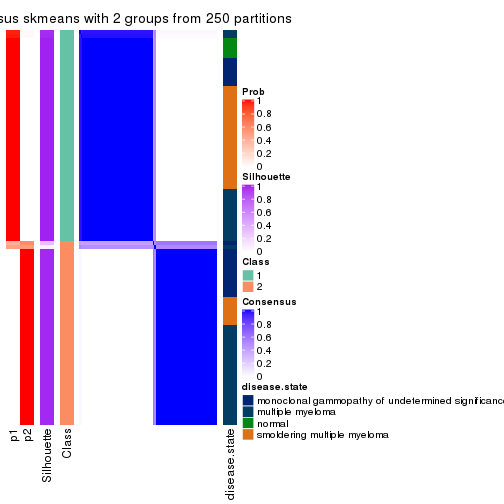 sus skmeans with 2 groups from 250 partitions
Prob
1
0.8
0.6
0.4
0.2
0
Silhouette
1
0.8
0.6
0.4
0.2
0
Class
1
2
Consensus
1
0.8
0.6
0.4
0.2
0
disease.state
monoclonal gammopathy of undetermined significance
multiple myeloma
normal
smoldering multiple myeloma
p1
p2
Silhouette
Class
disease.state